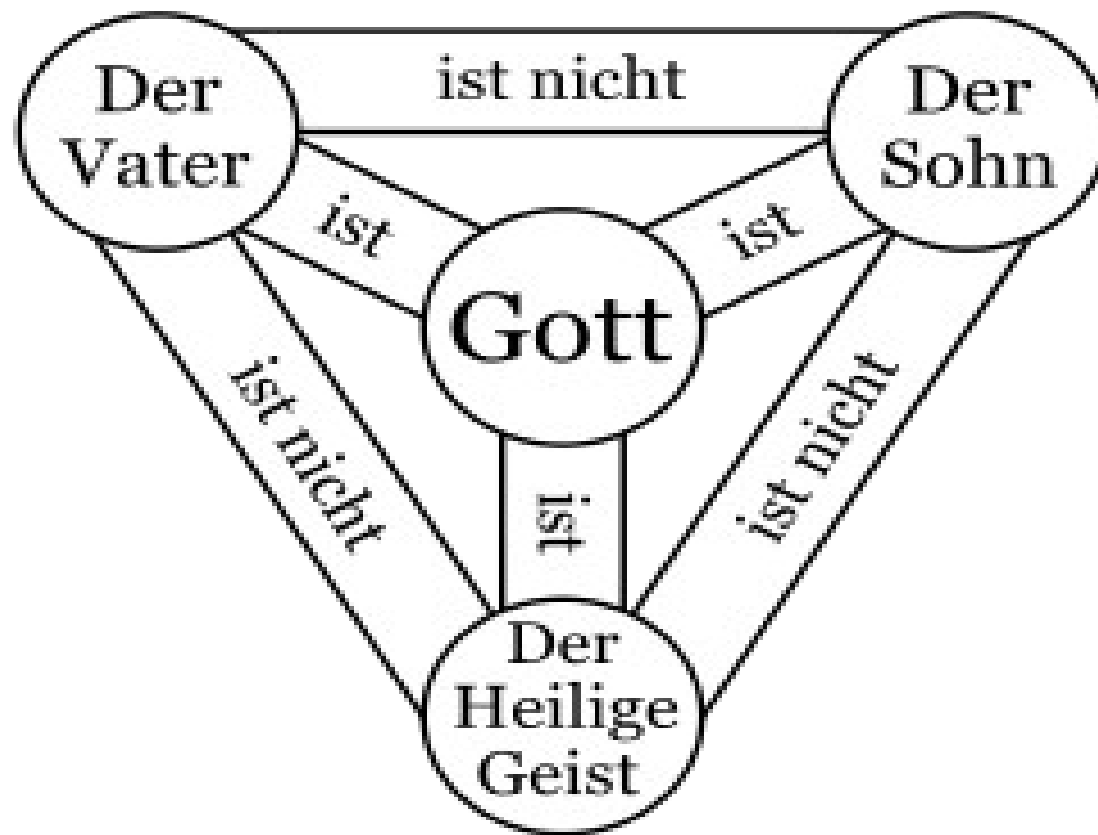 Der
Vater
ist nicht
Der
Sohn
ist
ist
Gott
ist nicht
ist nicht
ist
Der
Heilige
Geist